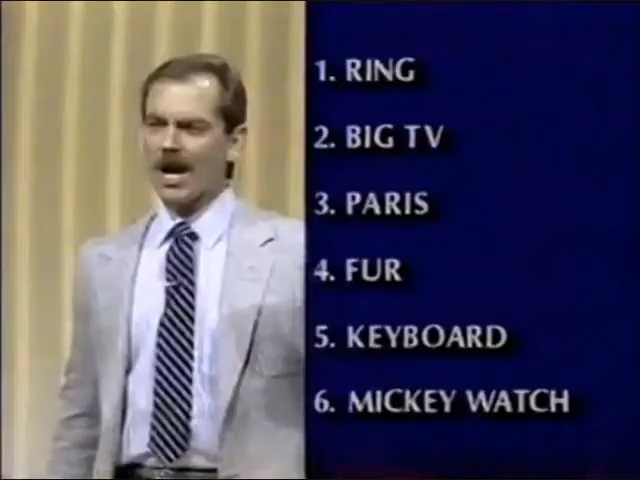 1. RING
2. BIG TV
3. PARIS
4. FUR
5. KEYBOARD
6. MICKEY WATCH